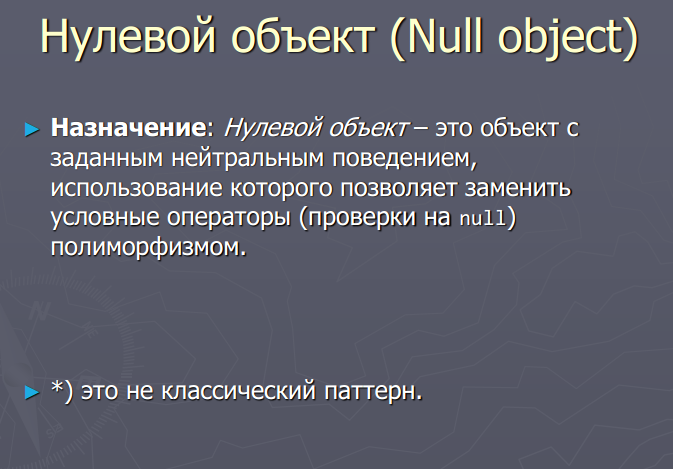 Нулевой объект (Null object)
► Назначение: Нулевой объект – это объект с
заданным нейтральным поведением,
использование которого позволяет заменить
условные операторы (проверки на null)
полиморфизмом.
► *) это не классический паттерн.